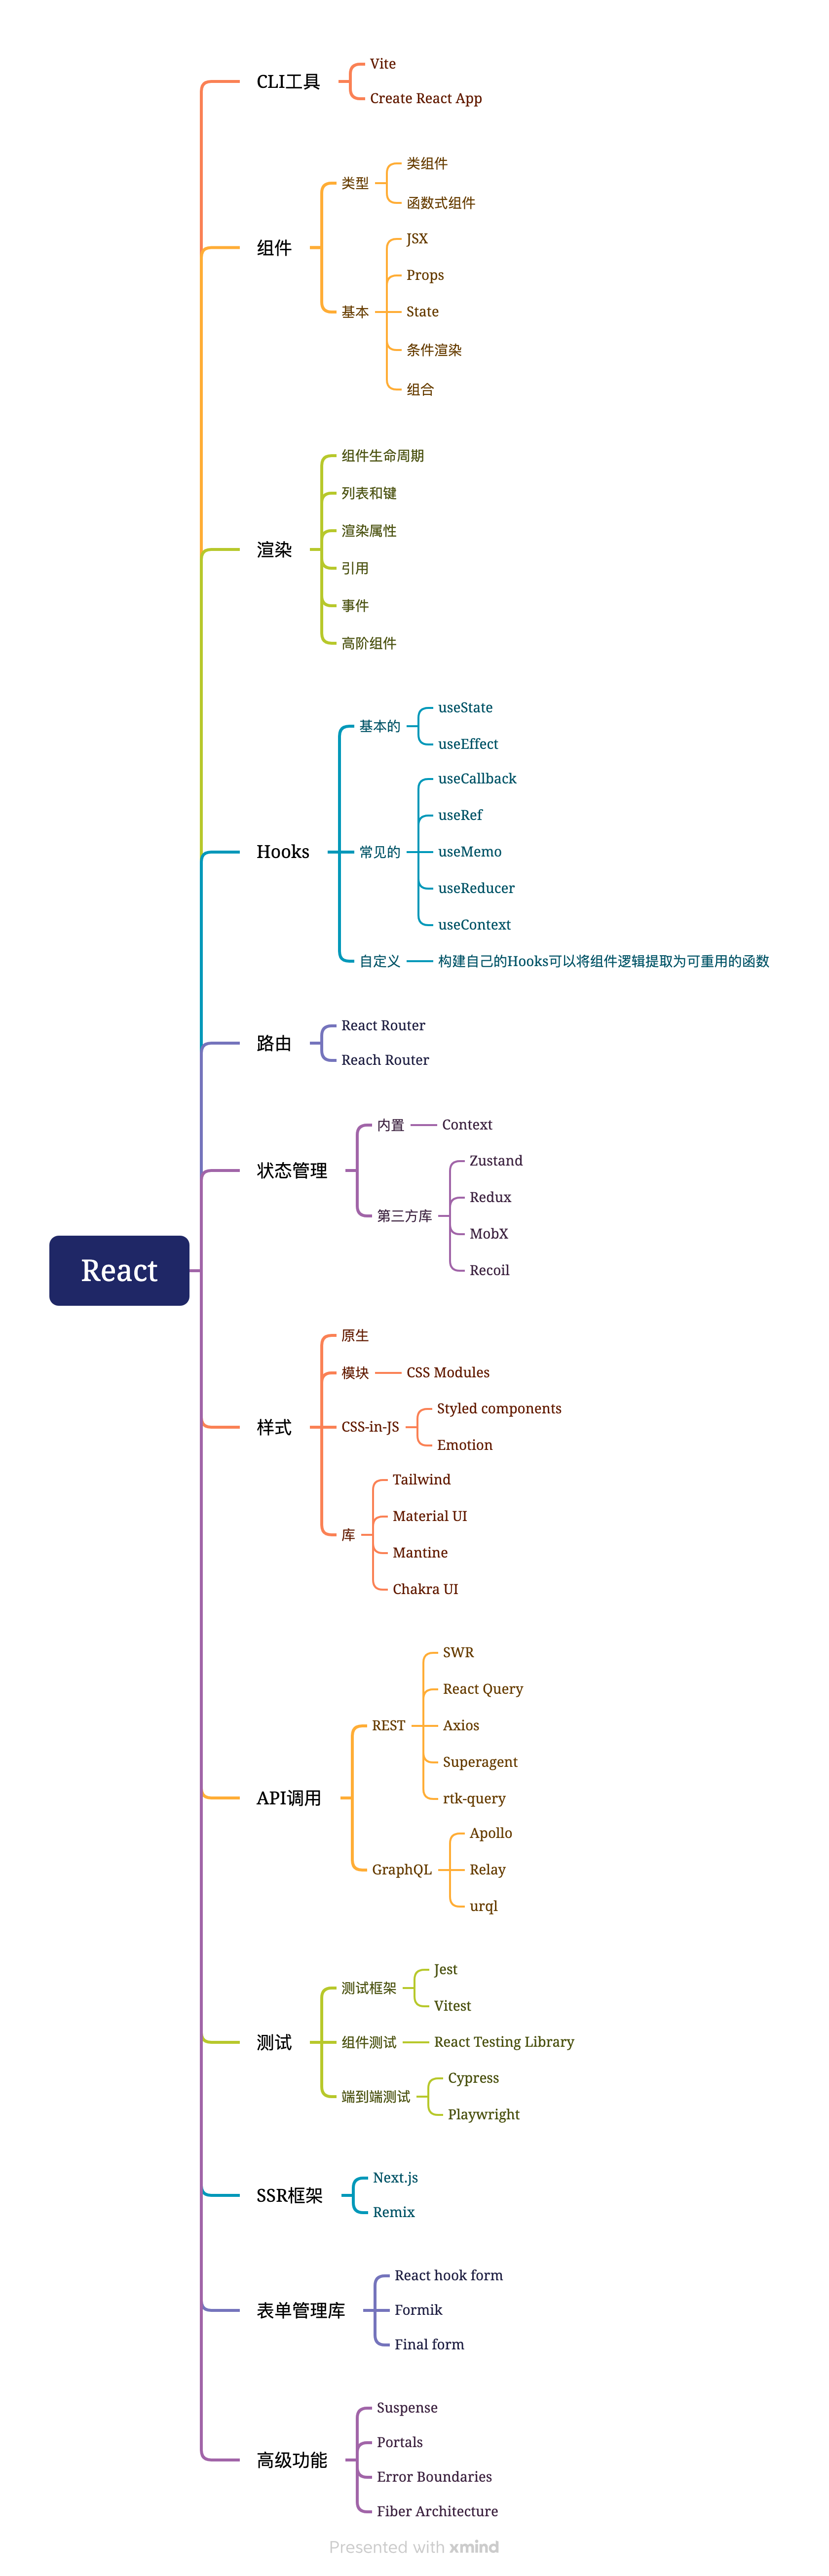 Vite
CLI工具
Create React App
类组件
类型
函数式组件
组件
JSX
Props
基本
State
条件渲染
组合
组件生命周期
列表和键
渲染属性
渲染
引用
事件
高阶组件
useState
基本的
useEffect
useCallback
useRef
Hooks
常见的
useMemo
useReducer
useContext
自定义
构建自己的Hooks可以将组件逻辑提取为可重用的函数
React Router
路由
Reach Router
内置
Context
状态管理
Zustand
Redux
第三方库
MobX
Recoil
React
原生
模块
CSS Modules
样式
CSS-in-JS
Styled components
Emotion
Tailwind
Material UI
库
Mantine
Chakra UI
SWR
React Query
REST
Axios
Superagent
rtk-query
API调用
Apollo
GraphQL
Relay
urql
Jest
测试框架
Vitest
测试
组件测试
React Testing Library
Cypress
端到端测试
Playwright
Next.js
SSR框架
Remix
React hook form
表单管理库
Formik
Final form
Suspense
Portals
高级功能
Error Boundaries
Fiber Architecture
Presented with xmind